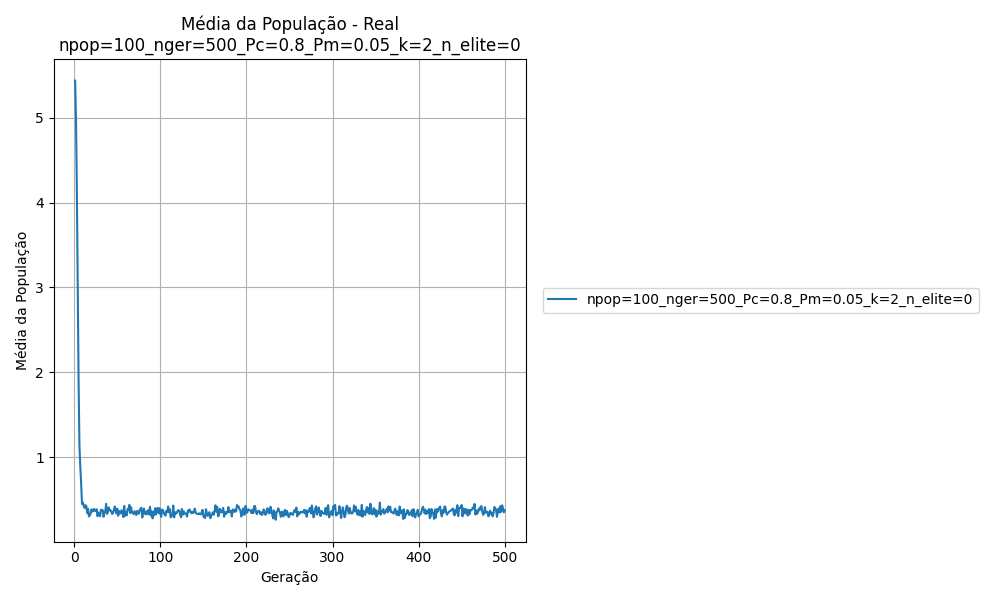 Média da População - Real
npop=100_nger=500_Pc=0.8_Pm=0.05_k=2_n_elite=0
Média da População
5
4
3
2
1
0
100
200
300
400
500
Geração
npop=100_nger=500_Pc=0.8_Pm=0.05_k=2_n_elite=0